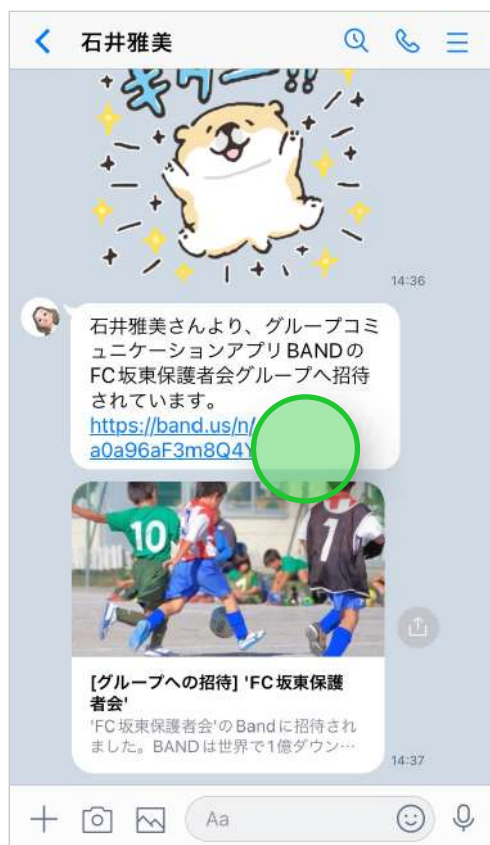 石井雅美
14:36
石井雅美さんより、グループコミ
ュニケーションアプリBANDの
FC坂東保護者会グループへ招待
されています。
https://band.us/n/
a0a96aF3m8Q4Y
10
1
[グループへの招待] 'FC坂東保護
者会'
'FC坂東保護者会'のBandに招待され
ました。BANDは世界で1億ダウン…
14:37
Aa